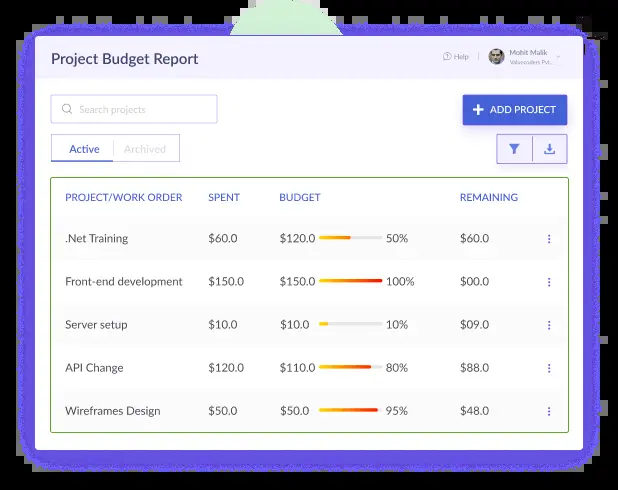 Project Budget Report
Help
Mohit Malik
Valuecoders Pvt...
Search projects
ADD PROJECT
Active Archived
PROJECT/WORK ORDER SPENT BUDGET REMAINING
.Net Training $60.0 $120.0 50% $60.0
Front-end development $150.0 $150.0 100% $00.0
Server setup $10.0 $10.0 10% $09.0
API Change $120.0 $110.0 80% $88.0
Wireframes Design $50.0 $50.0 95% $48.0